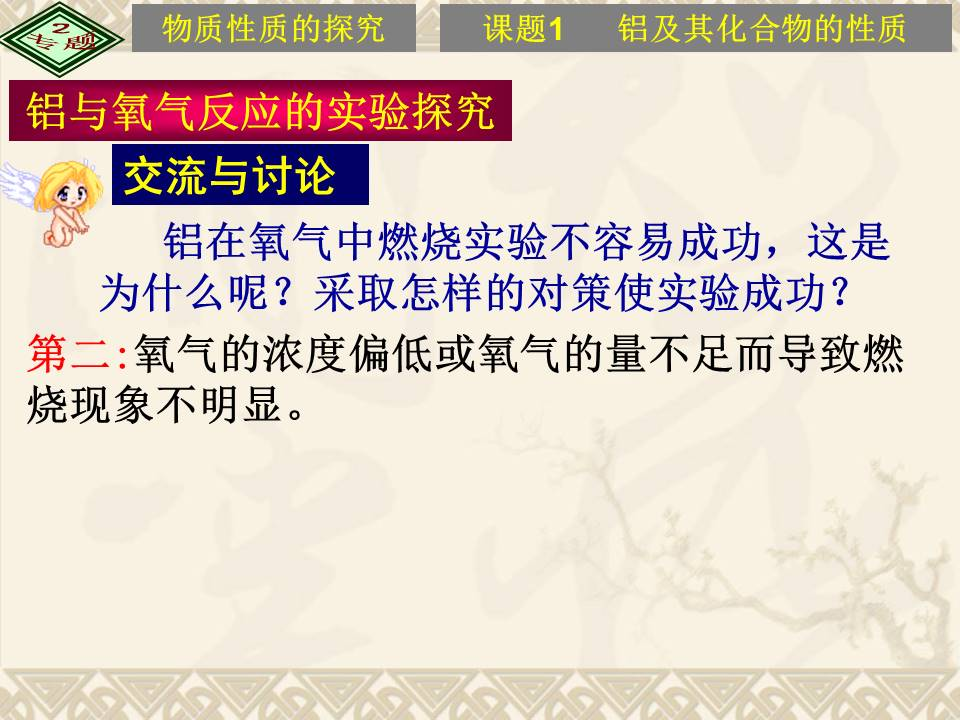 2
专题
物质性质的探究
课题1 铝及其化合物的性质
铝与氧气反应的实验探究
交流与讨论
铝在氧气中燃烧实验不容易成功，这是
为什么呢？采取怎样的对策使实验成功？
第二:氧气的浓度偏低或氧气的量不足而导致燃
烧现象不明显。